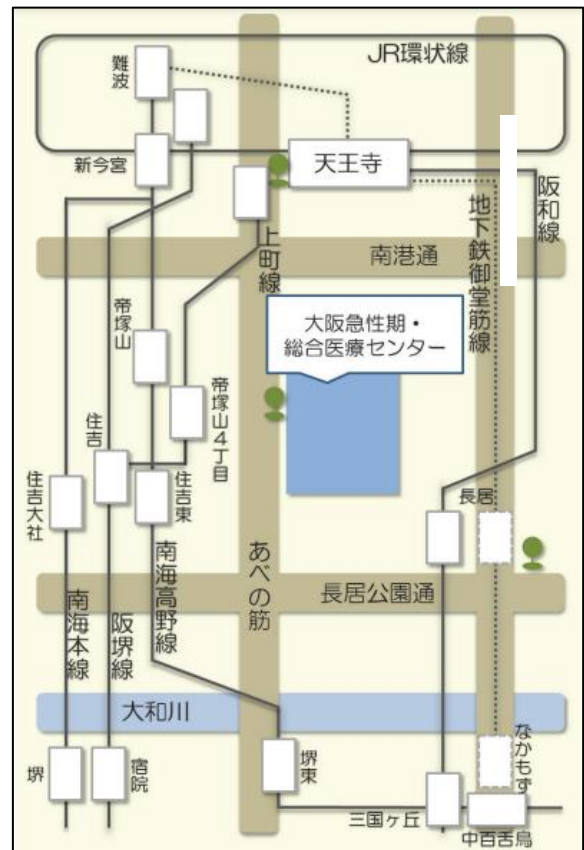 JR環状線
難波
新今宮
天王寺
阪和線
上町線
地下鉄御堂筋線
南港通
大阪急性期・
総合医療センター
帝塚山
帝塚山4丁目
住吉
住吉東
住吉大社
長居
あべの筋
長居公園通
南海高野線
南海本線
阪堺線
大和川
なかもず
堺
宿院
堺東
三国ヶ丘
中百舌鳥